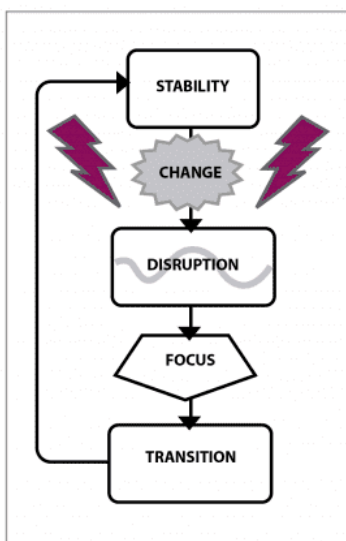 STABILITY
CHANGE
DISRUPTION
FOCUS
TRANSITION